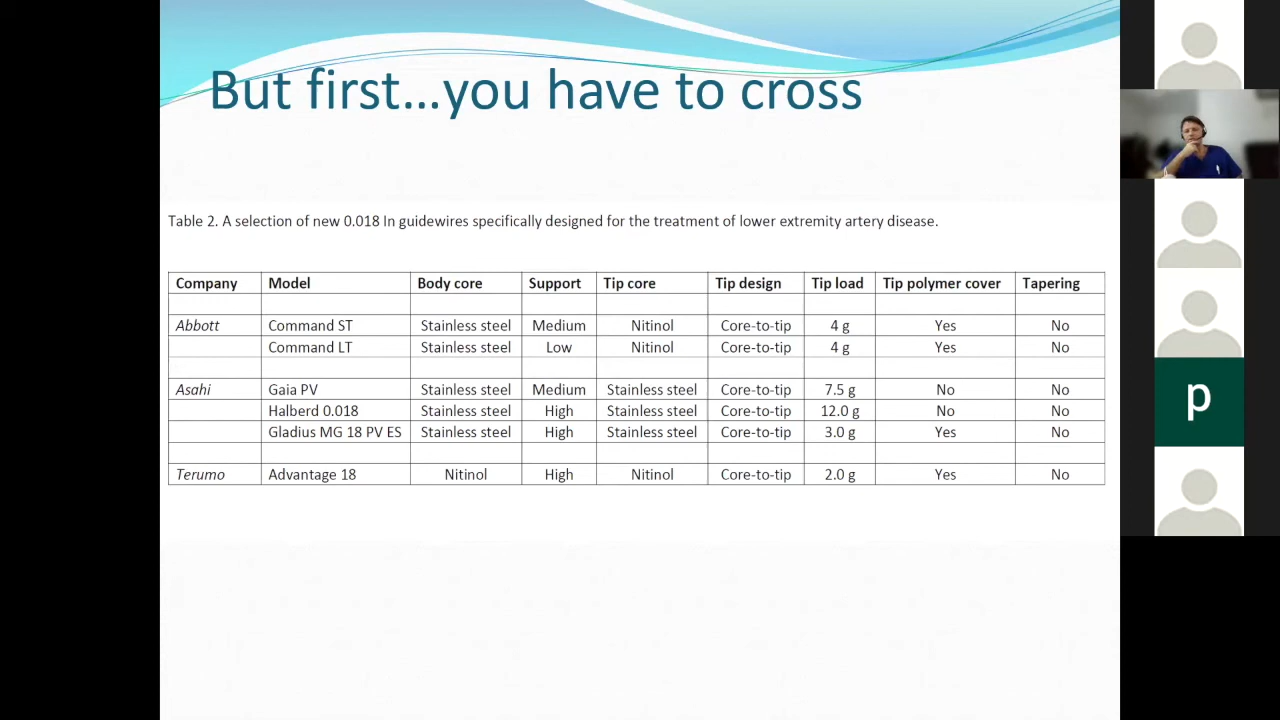 But first...you have to cross
Table 2. A selection of new 0.018 In guidewires specifically designed for the treatment of lower extremity artery disease.
Company Model Body core Support Tip core Tip design Tip load Tip polymer cover Tapering
Abbott Command ST Stainless steel Medium Nitinol Core-to-tip 4 g Yes No
Command LT Stainless steel Low Nitinol Core-to-tip 4 g Yes No
Asahi Gaia PV Stainless steel Medium Stainless steel Core-to-tip 7.5 g No No
Halberd 0.018 Stainless steel High Stainless steel Core-to-tip 12.0 g No No
Gladius MG 18 PV ES Stainless steel High Stainless steel Core-to-tip 3.0 g Yes No
Terumo Advantage 18 Nitinol High Nitinol Core-to-tip 2.0 g Yes No
p